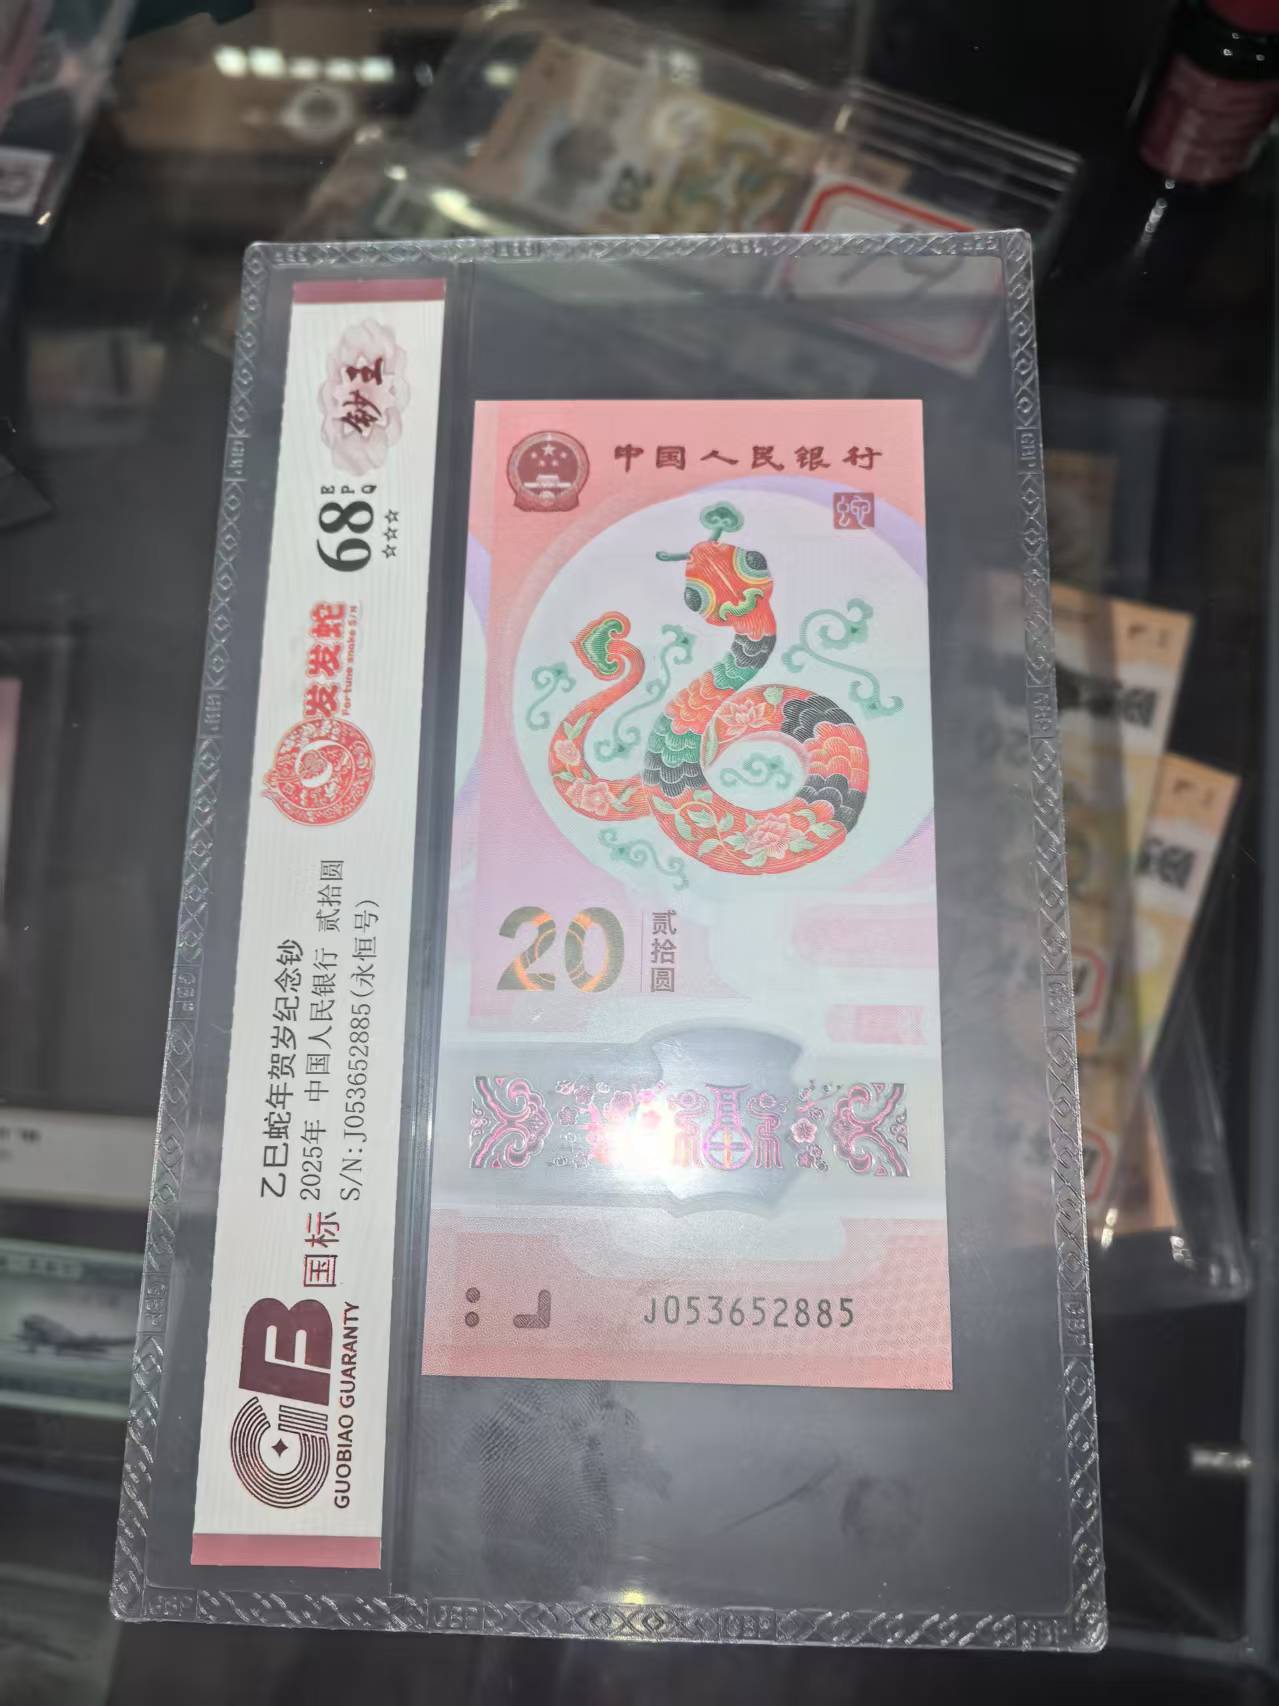 钞王
68 EPQ
☆☆☆
发发蛇
Fortune snake S/N
乙巳蛇年贺岁纪念钞
2025年 中国人民银行 贰拾圆
S/N:J053652885(永恒号)
GB 国标
GUOBIAO GUARANTY
中国人民银行
蛇
20
贰拾圆
福
J053652885